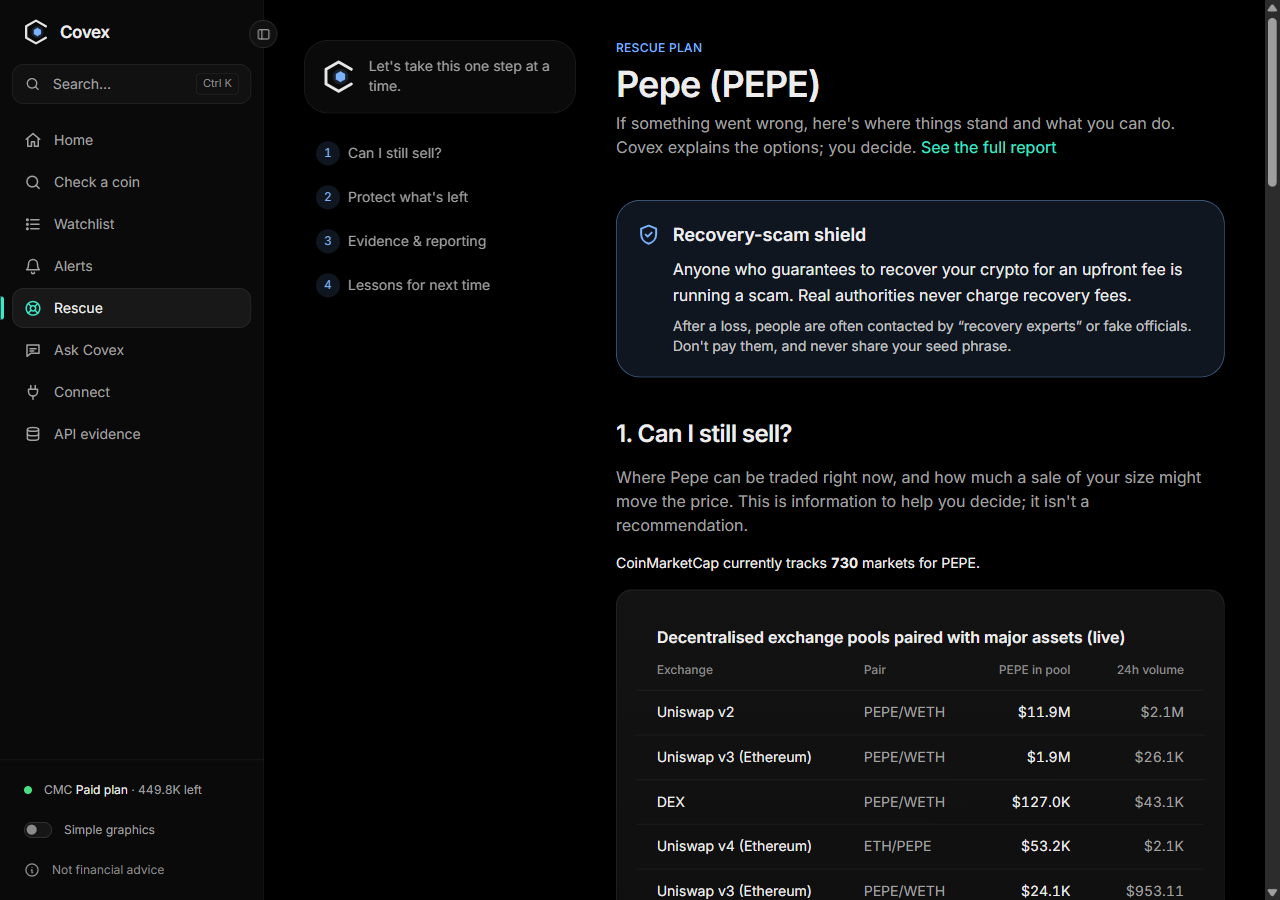 Covex
Search...
Ctrl K
Home
Check a coin
Watchlist
Alerts
Rescue
Ask Covex
Connect
API evidence
CMC Paid plan · 449.8K left
Simple graphics
Not financial advice
Let's take this one step at a
time.
1 Can I still sell?
2 Protect what's left
3 Evidence & reporting
4 Lessons for next time
RESCUE PLAN
Pepe (PEPE)
If something went wrong, here's where things stand and what you can do.
Covex explains the options; you decide. See the full report
Recovery-scam shield
Anyone who guarantees to recover your crypto for an upfront fee is
running a scam. Real authorities never charge recovery fees.
After a loss, people are often contacted by “recovery experts” or fake officials.
Don't pay them, and never share your seed phrase.
1. Can I still sell?
Where Pepe can be traded right now, and how much a sale of your size might
move the price. This is information to help you decide; it isn't a
recommendation.
CoinMarketCap currently tracks 730 markets for PEPE.
Decentralised exchange pools paired with major assets (live)
Exchange Pair PEPE in pool 24h volume
Uniswap v2 PEPE/WETH $11.9M $2.1M
Uniswap v3 (Ethereum) PEPE/WETH $1.9M $26.1K
DEX PEPE/WETH $127.0K $43.1K
Uniswap v4 (Ethereum) ETH/PEPE $53.2K $2.1K
Uniswap v3 (Ethereum) PEPE/WETH $24.1K $953.11